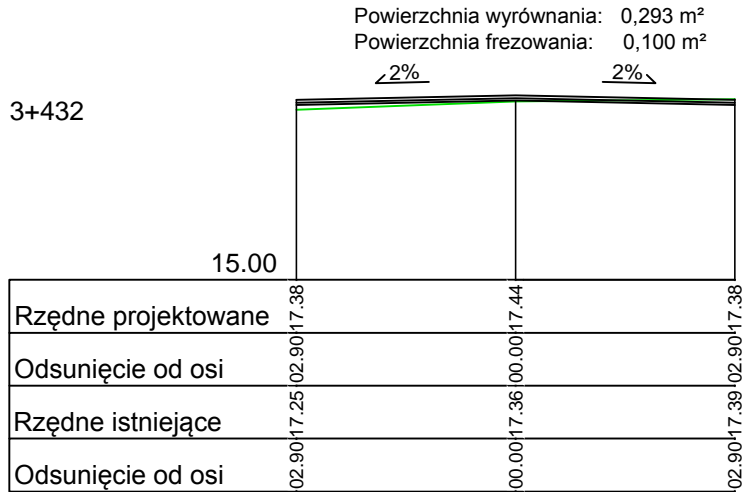 Powierzchnia wyrównania: 0,293 m²
Powierzchnia frezowania: 0,100 m²
2% 2%
3+432
15.00
Rzędne projektowane 17.38 17.44 17.38
Odsunięcie od osi 02.90 00.00 02.90
Rzędne istniejące 17.25 17.36 17.39
Odsunięcie od osi 02.90 00.00 02.90